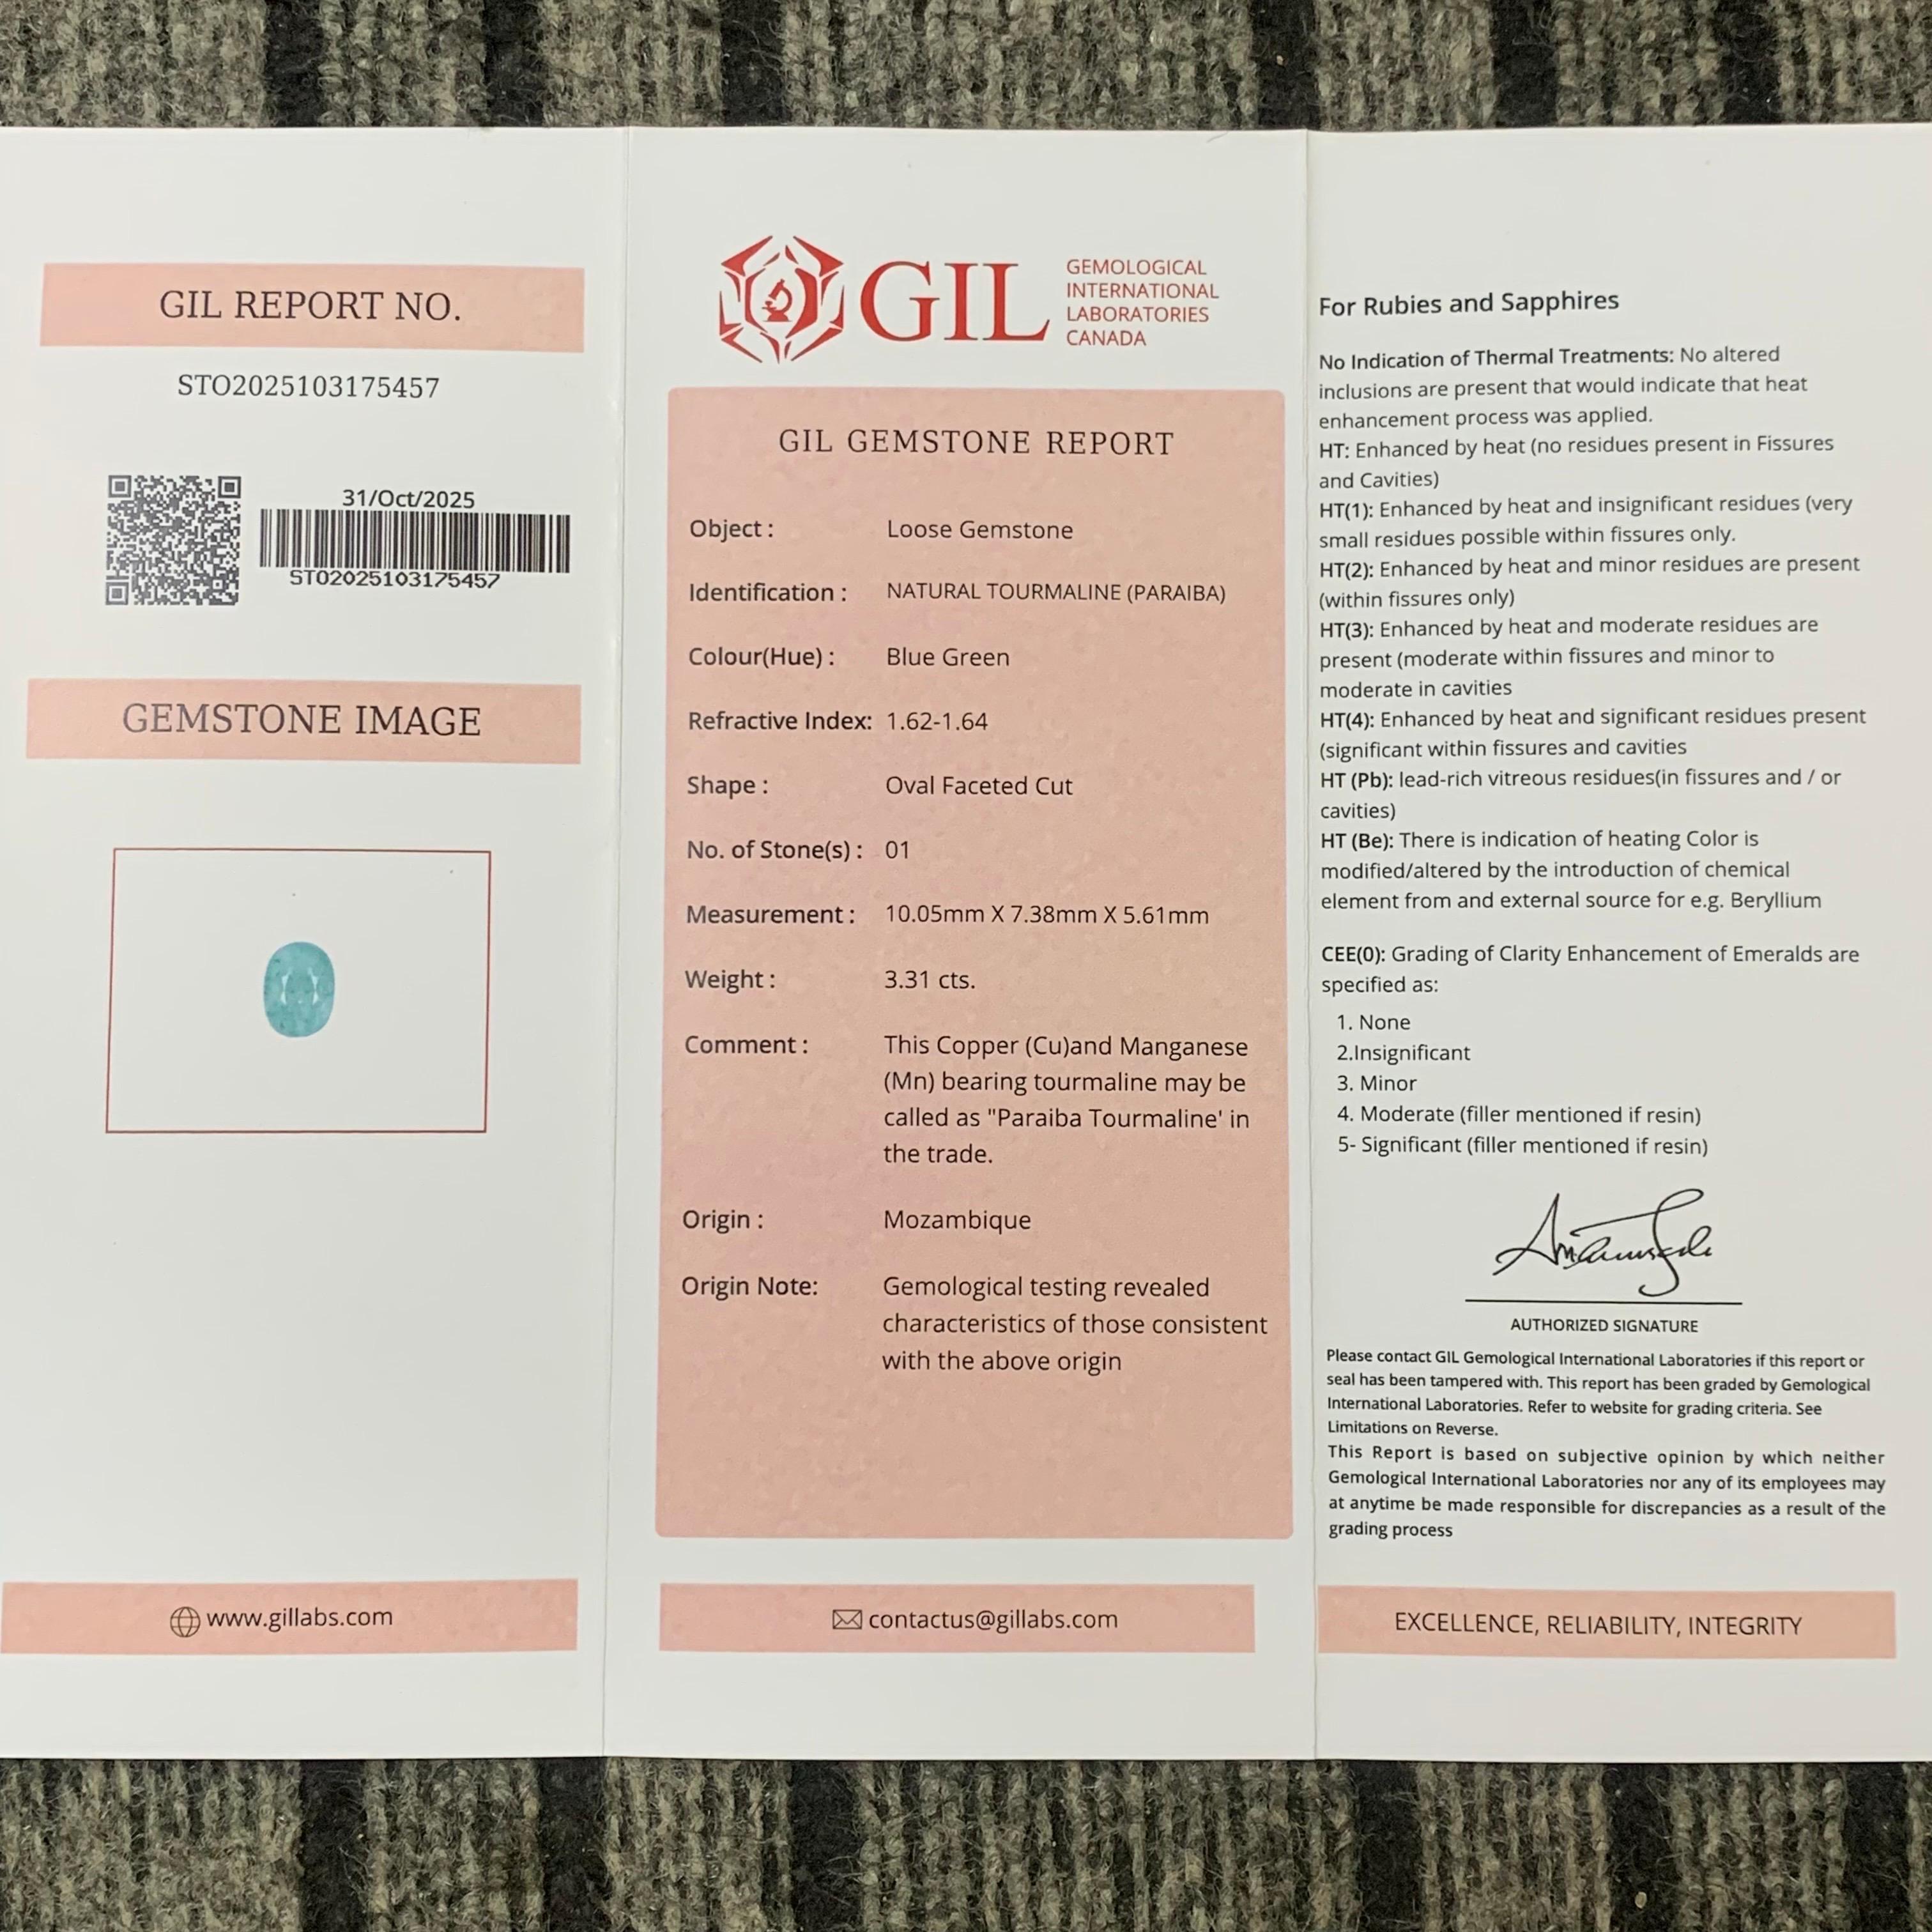 GIL REPORT NO.
STO2025103175457
31/Oct/2025
STO2025103175457
GEMSTONE IMAGE
www.gillabs.com
GIL
GEMOLOGICAL
INTERNATIONAL
LABORATORIES
CANADA
GIL GEMSTONE REPORT
Object : Loose Gemstone
Identification : NATURAL TOURMALINE (PARAIBA)
Colour(Hue) : Blue Green
Refractive Index: 1.62-1.64
Shape : Oval Faceted Cut
No. of Stone(s) : 01
Measurement : 10.05mm X 7.38mm X 5.61mm
Weight : 3.31 cts.
Comment : This Copper (Cu)and Manganese
(Mn) bearing tourmaline may be
called as "Paraiba Tourmaline' in
the trade.
Origin : Mozambique
Origin Note: Gemological testing revealed
characteristics of those consistent
with the above origin
contactus@gillabs.com
For Rubies and Sapphires
No Indication of Thermal Treatments: No altered
inclusions are present that would indicate that heat
enhancement process was applied.
HT: Enhanced by heat (no residues present in Fissures
and Cavities)
HT(1): Enhanced by heat and insignificant residues (very
small residues possible within fissures only.
HT(2): Enhanced by heat and minor residues are present
(within fissures only)
HT(3): Enhanced by heat and moderate residues are
present (moderate within fissures and minor to
moderate in cavities
HT(4): Enhanced by heat and significant residues present
(significant within fissures and cavities
HT (Pb): lead-rich vitreous residues(in fissures and / or
cavities)
HT (Be): There is indication of heating Color is
modified/altered by the introduction of chemical
element from and external source for e.g. Beryllium
CEE(0): Grading of Clarity Enhancement of Emeralds are
specified as:
1. None
2.Insignificant
3. Minor
4. Moderate (filler mentioned if resin)
5- Significant (filler mentioned if resin)
AUTHORIZED SIGNATURE
Please contact GIL Gemological International Laboratories if this report or
seal has been tampered with. This report has been graded by Gemological
International Laboratories. Refer to website for grading criteria. See
Limitations on Reverse.
This Report is based on subjective opinion by which neither
Gemological International Laboratories nor any of its employees may
at anytime be made responsible for discrepancies as a result of the
grading process
EXCELLENCE, RELIABILITY, INTEGRITY